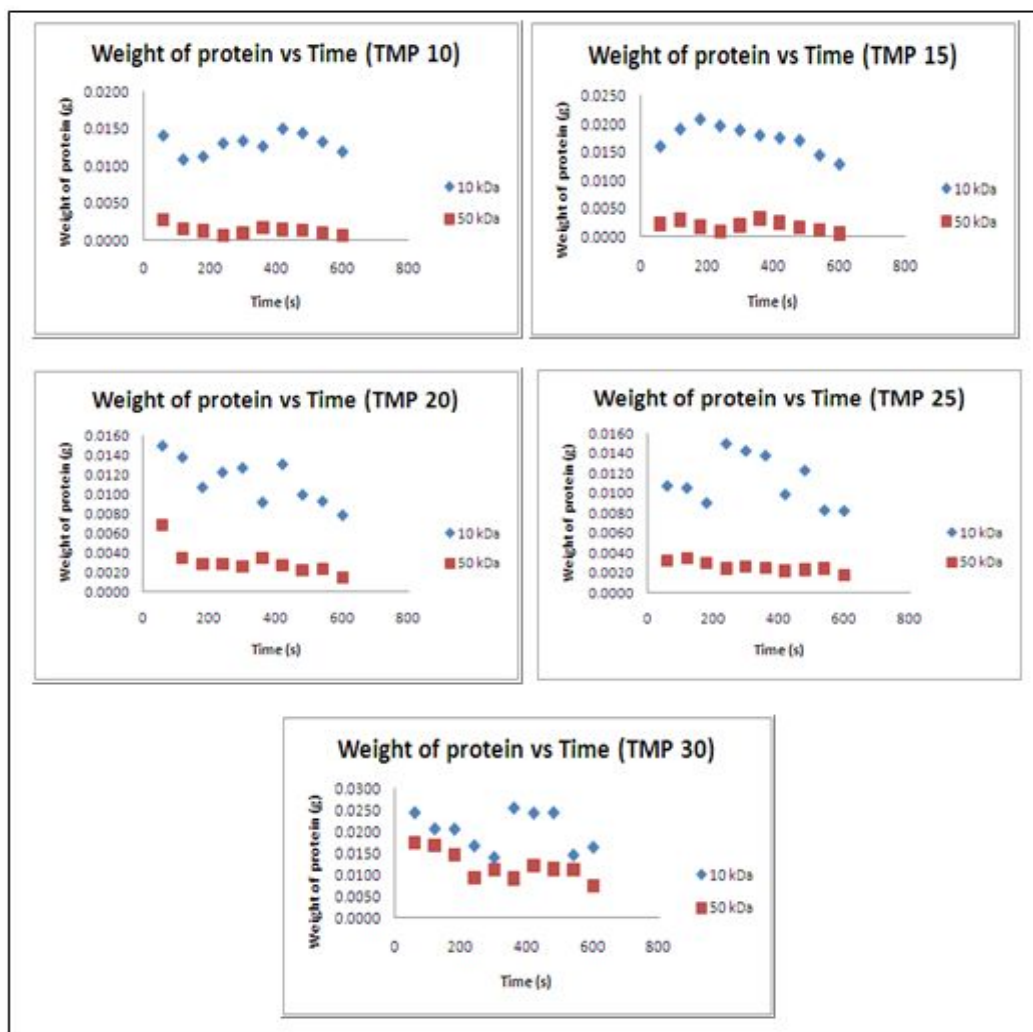 Weight of protein vs Time (TMP 10)
Weight of protein (g)
0.0200
0.0150
0.0100
0.0050
0.0000
0 200 400 600 800
Time (s)
10 kDa
50 kDa
Weight of protein vs Time (TMP 15)
Weight of protein (g)
0.0250
0.0200
0.0150
0.0100
0.0050
0.0000
0 200 400 600 800
Time (s)
10 kDa
50 kDa
Weight of protein vs Time (TMP 20)
Weight of protein (g)
0.0160
0.0140
0.0120
0.0100
0.0080
0.0060
0.0040
0.0020
0.0000
0 200 400 600 800
Time (s)
10 kDa
50 kDa
Weight of protein vs Time (TMP 25)
Weight of protein (g)
0.0160
0.0140
0.0120
0.0100
0.0080
0.0060
0.0040
0.0020
0.0000
0 200 400 600 800
Time (s)
10 kDa
50 kDa
Weight of protein vs Time (TMP 30)
Weight of protein (g)
0.0300
0.0250
0.0200
0.0150
0.0100
0.0050
0.0000
0 200 400 600 800
Time (s)
10 kDa
50 kDa